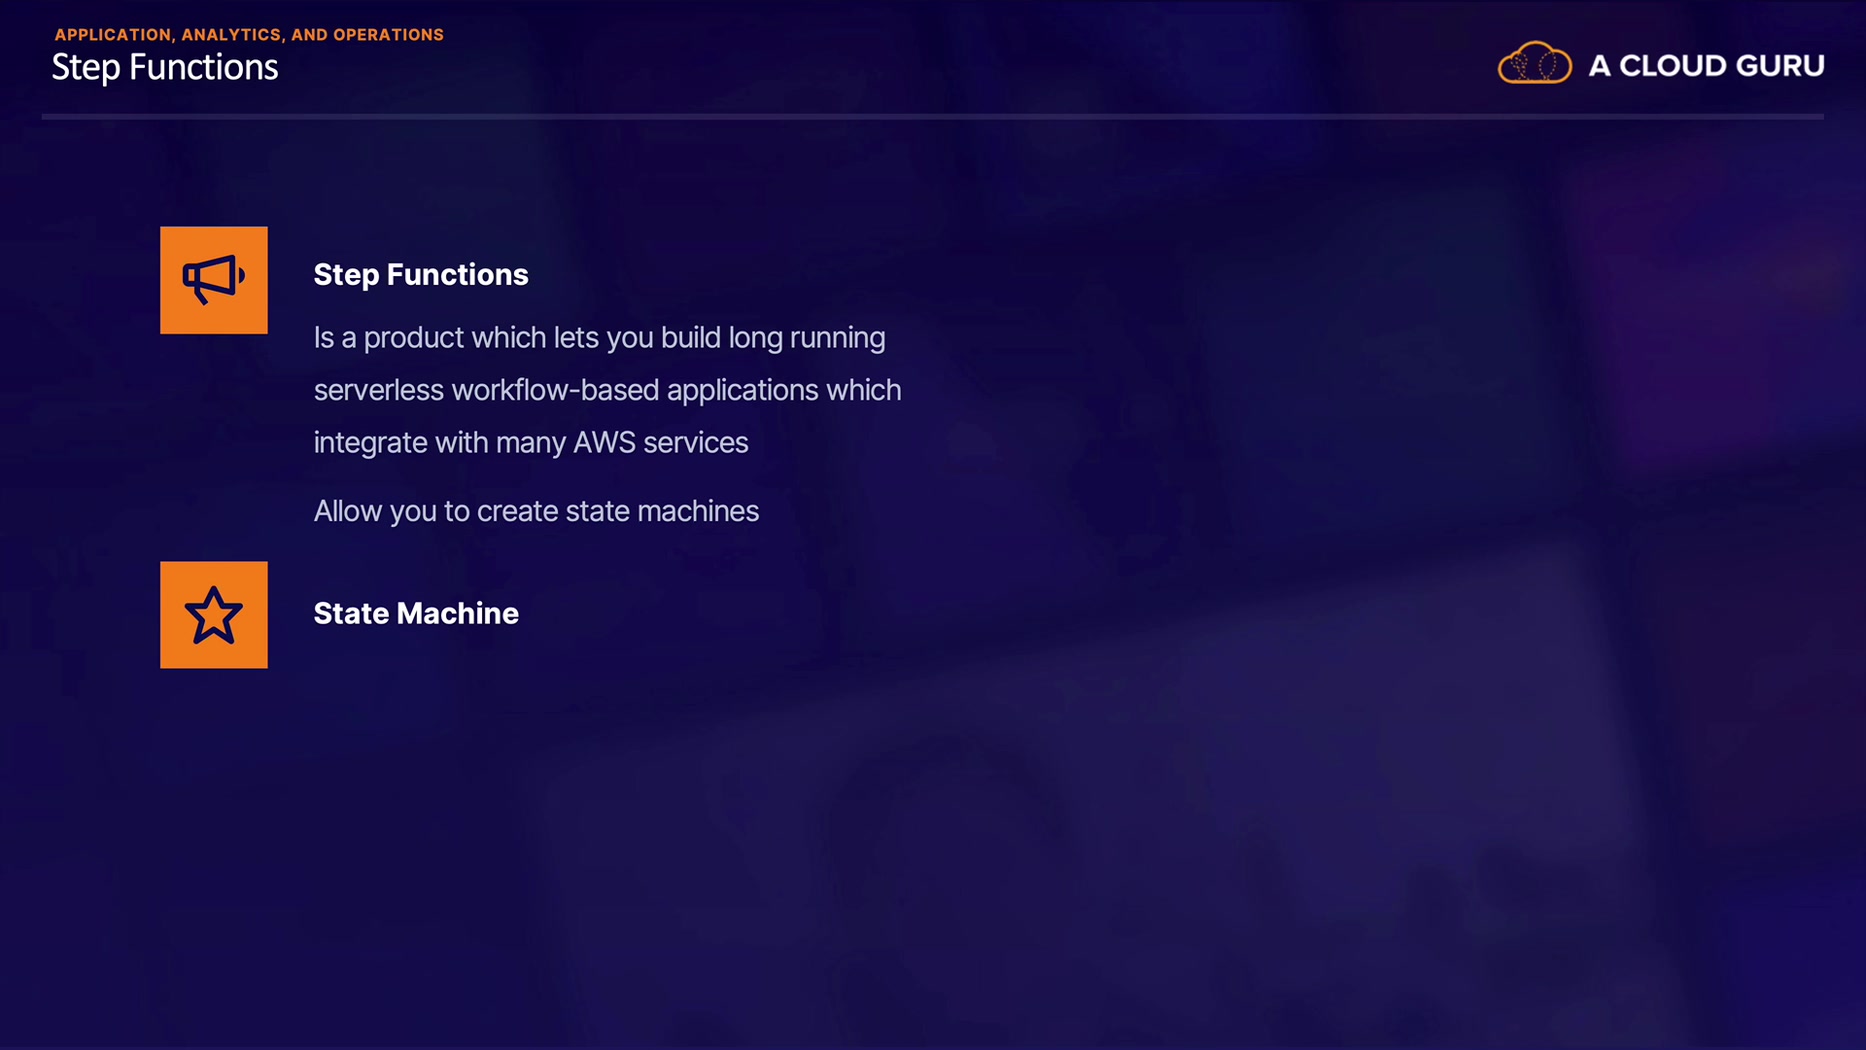 APPLICATION, ANALYTICS, AND OPERATIONS
Step Functions
A CLOUD GURU
Step Functions
Is a product which lets you build long running
serverless workflow-based applications which
integrate with many AWS services
Allow you to create state machines
State Machine